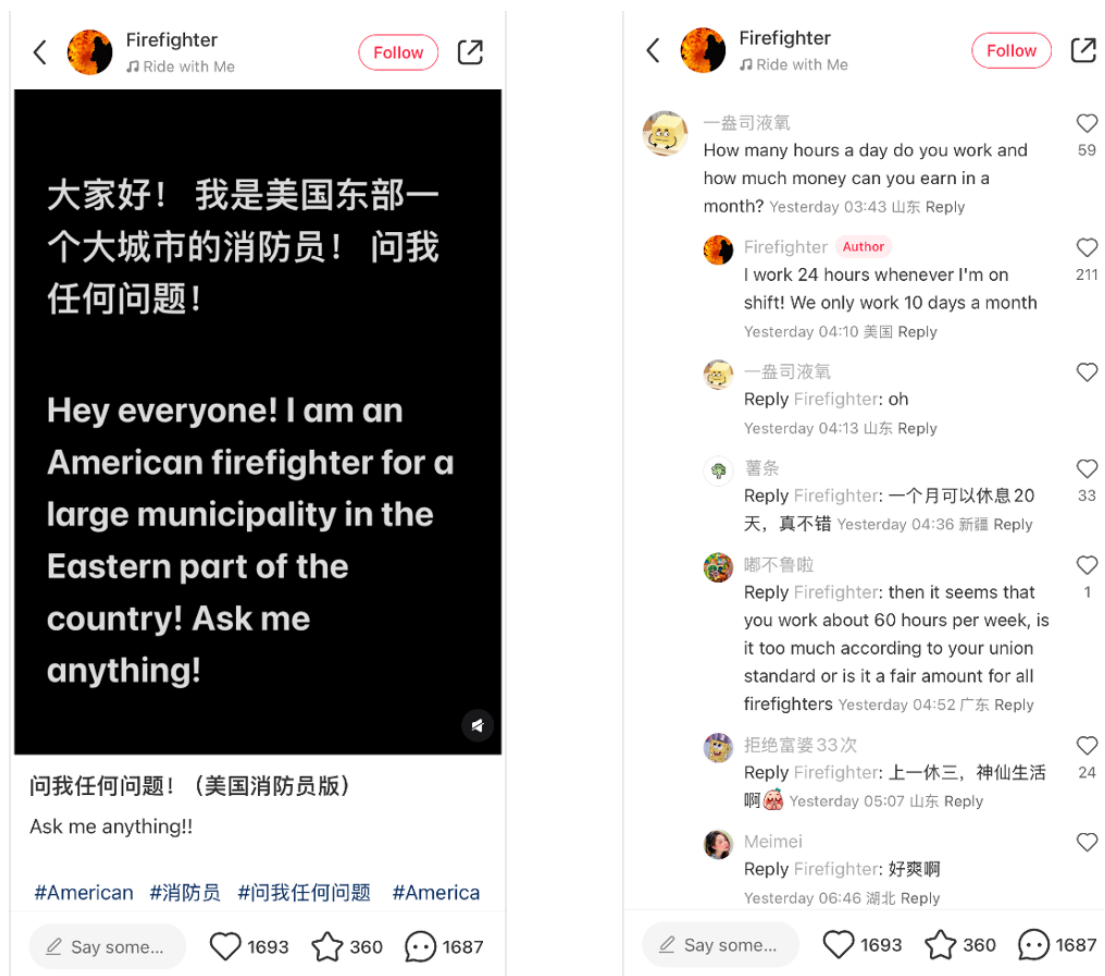 Firefighter
Ride with Me
Follow
大家好! 我是美国东部一
个大城市的消防员! 问我
任何问题!
Hey everyone! I am an
American firefighter for a
large municipality in the
Eastern part of the
country! Ask me
anything!
问我任何问题!(美国消防员版)
Ask me anything!!
#American #消防员 #问我任何问题 #America
Say some...
1693
360
1687
Firefighter
Ride with Me
Follow
一盎司液氧
How many hours a day do you work and
59
how much money can you earn in a
month? Yesterday 03:43 山东 Reply
Firefighter Author
I work 24 hours whenever I'm on
211
shift! We only work 10 days a month
Yesterday 04:10 美国 Reply
一盎司液氧
Reply Firefighter: oh
Yesterday 04:13 山东 Reply
薯条
Reply Firefighter: 一个月可以休息20
33
天，真不错 Yesterday 04:36 新疆 Reply
嘟不鲁啦
Reply Firefighter: then it seems that
1
you work about 60 hours per week, is
it too much according to your union
standard or is it a fair amount for all
firefighters Yesterday 04:52 广东 Reply
拒绝富婆33次
Reply Firefighter: 上一休三，神仙生活
24
啊 Yesterday 05:07 山东 Reply
Meimei
Reply Firefighter: 好爽啊
Yesterday 06:46 湖北 Reply
Say some...
1693
360
1687